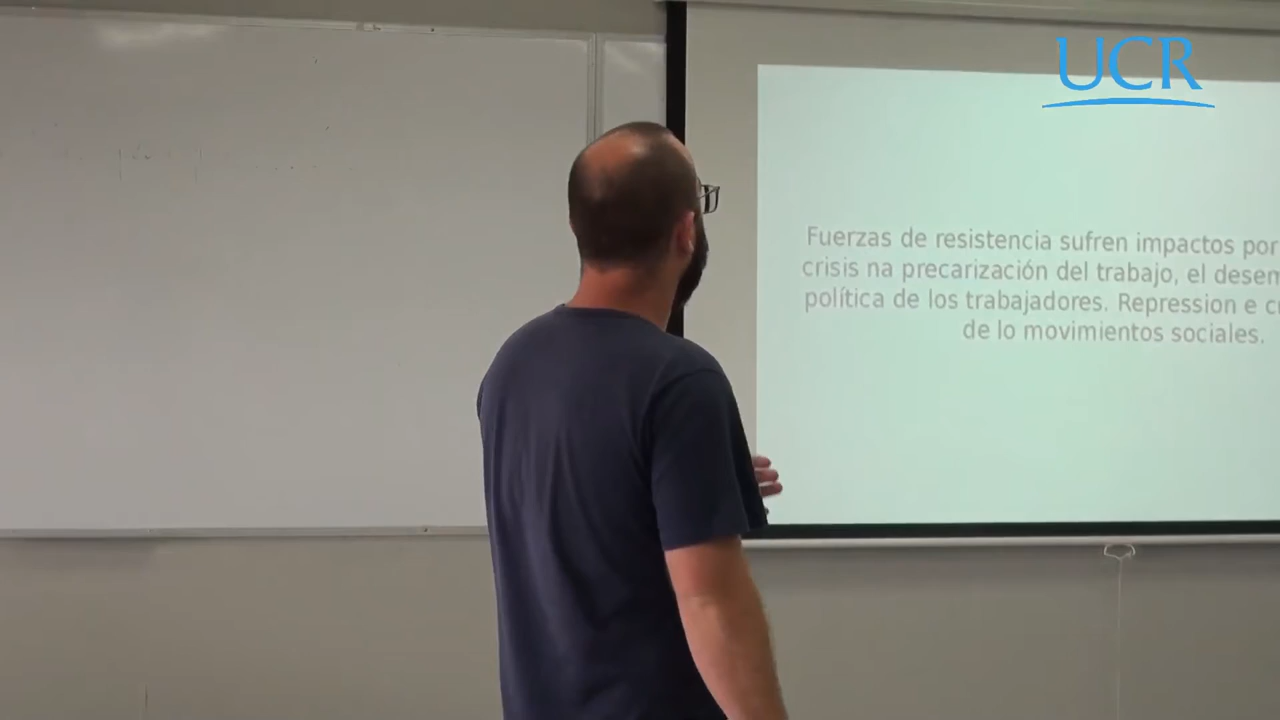 UCR
Fuerzas de resistencia sufren impactos por
crisis na precarización del trabajo, el desem
política de los trabajadores. Repression e c
de lo movimientos sociales.